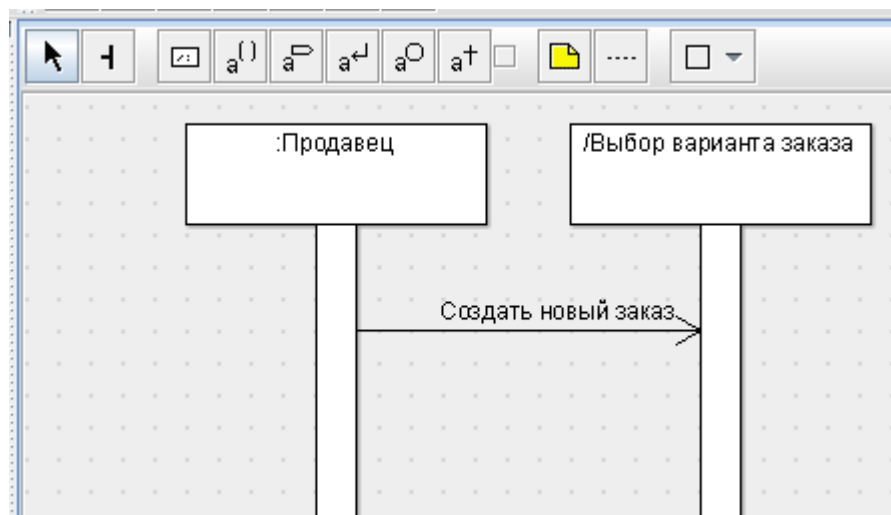 a()
a
a
a
a†
:Продавец
/Выбор варианта заказа
Создать новый заказ